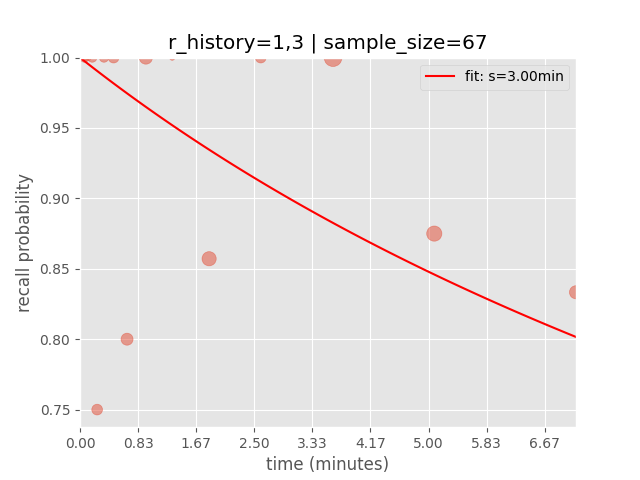 r_history=1,3 | sample_size=67
fit: s=3.00min
1.00
0.95
0.90
0.85
0.80
0.75
recall probability
0.00 0.83 1.67 2.50 3.33 4.17 5.00 5.83 6.67
time (minutes)